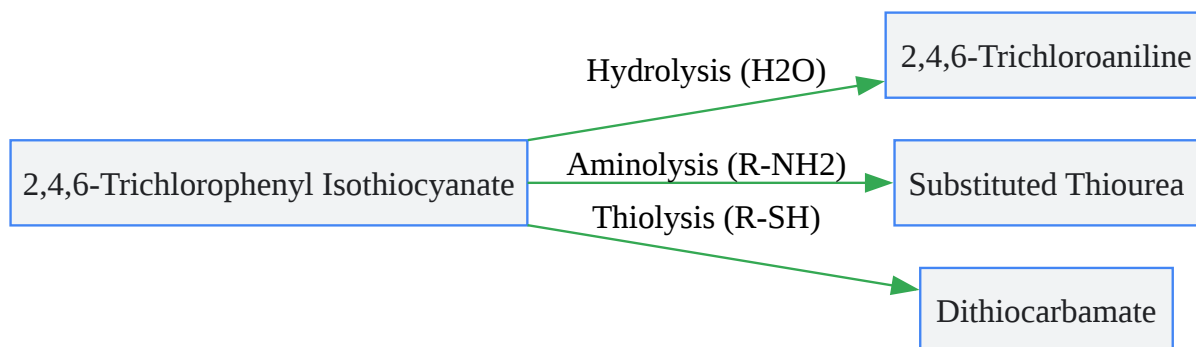 2,4,6-Trichloroaniline
Hydrolysis (H2O)
Aminolysis (R-NH2)
2,4,6-Trichlorophenyl Isothiocyanate
Substituted Thiourea
Thiolysis (R-SH)
Dithiocarbamate